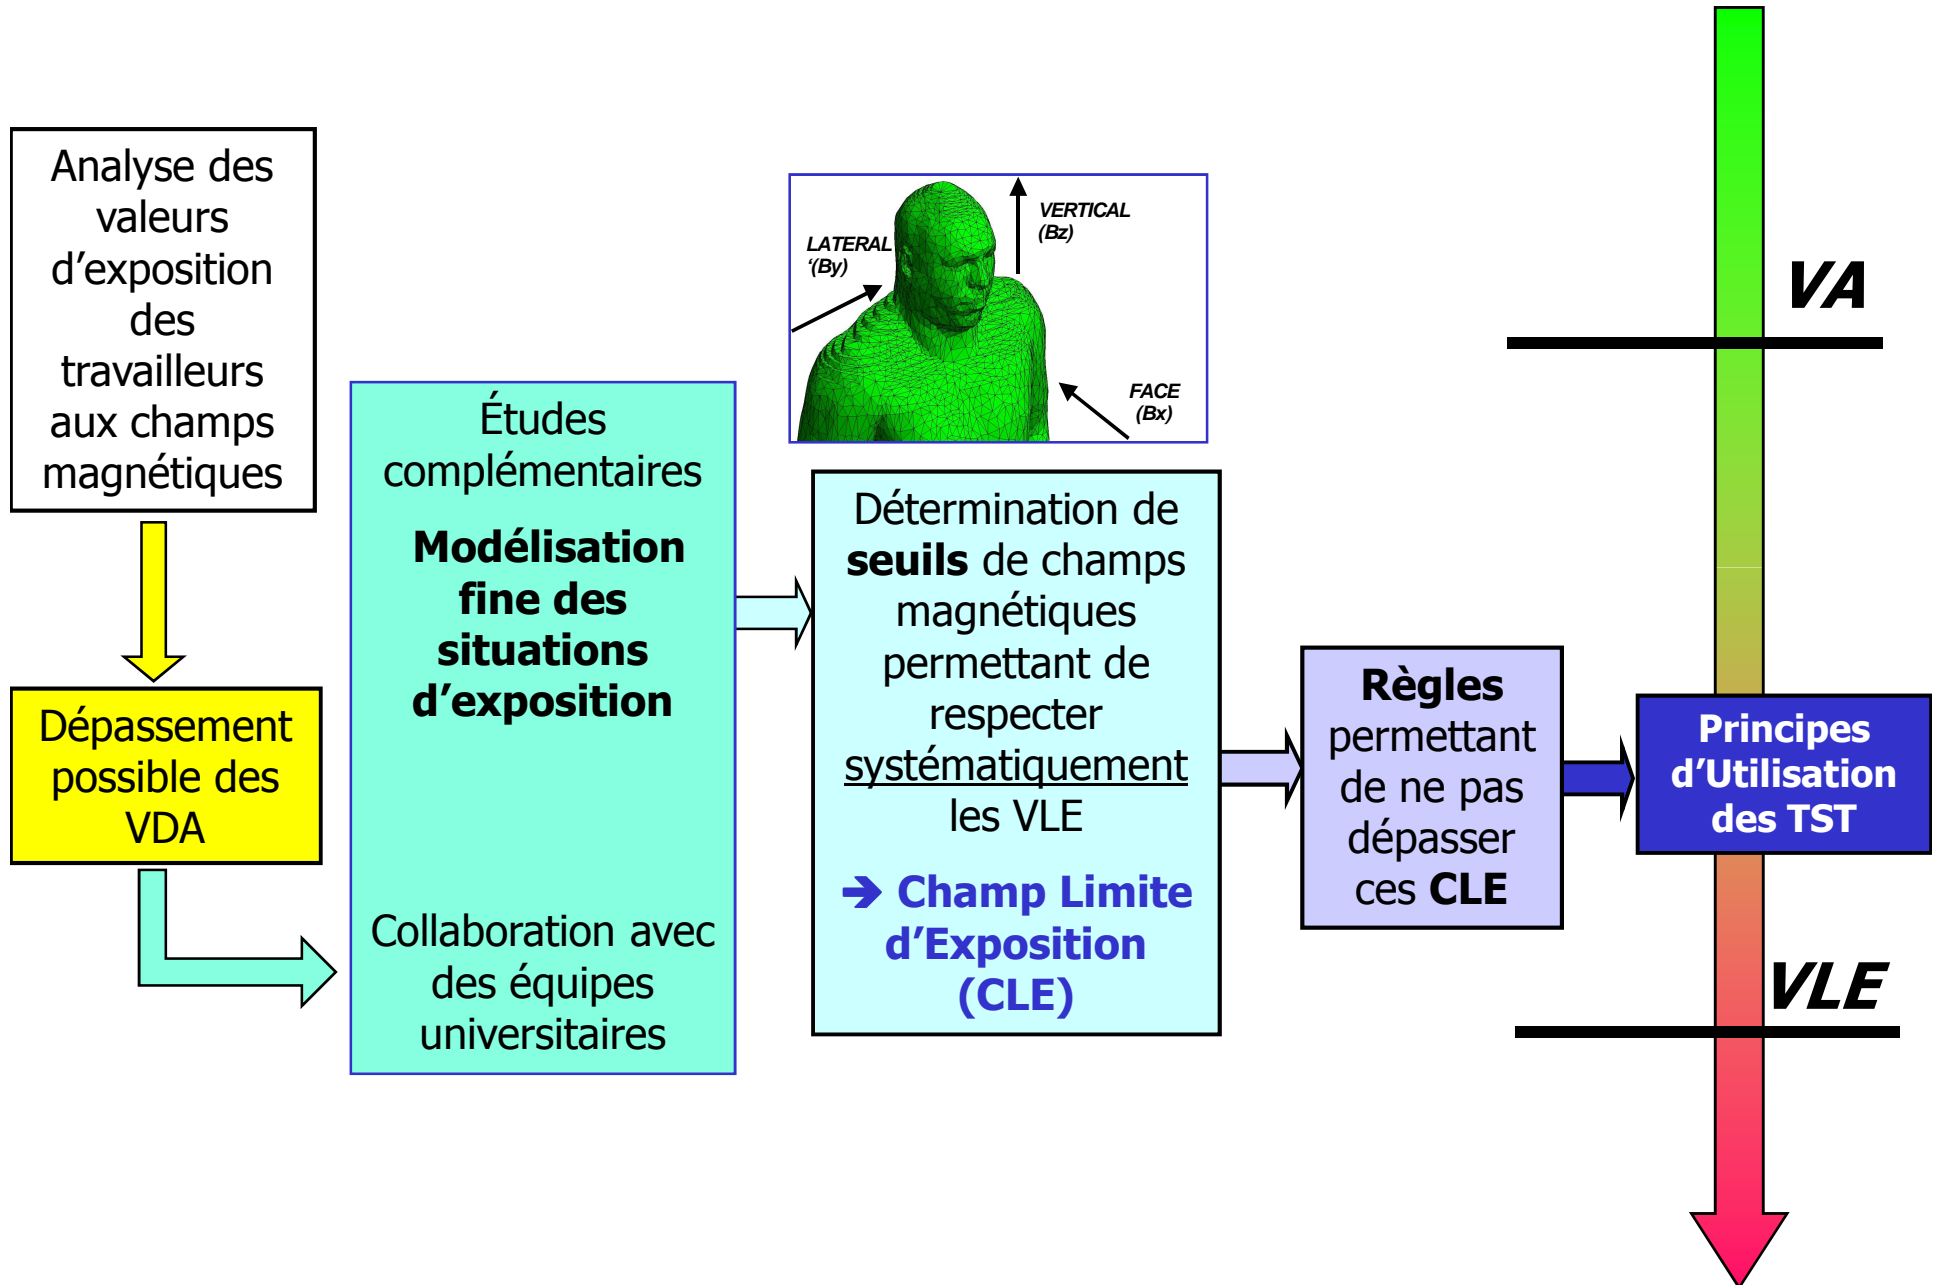 Analyse des
valeurs
d’exposition
des
travailleurs
aux champs
magnétiques
Dépassement
possible des
VDA
Études
complémentaires
Modélisation
fine des
situations
d’exposition
Collaboration avec
des équipes
universitaires
LATERAL
‘(By)
VERTICAL
(Bz)
FACE
(Bx)
Détermination de
seuils de champs
magnétiques
permettant de
respecter
systématiquement
les VLE
➔ Champ Limite
d’Exposition
(CLE)
Règles
permettant
de ne pas
dépasser
ces CLE
Principes
d’Utilisation
des TST
VA
VLE